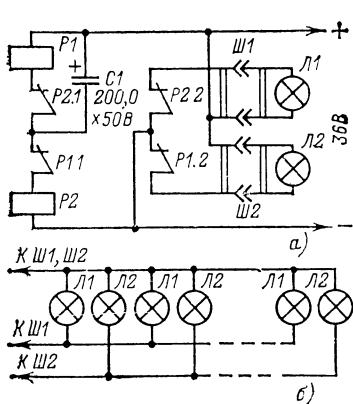 Р1
+
С1
200,0
×50В
Р2.1
Р1 1
Р2
Ш1
Л1
Р2 2
Р1.2
Л2
Ш2
+
36В
—
а)
К Ш1, Ш2
Л1 Л2 Л1 Л2 Л1 Л2
К Ш1
К Ш2
б)